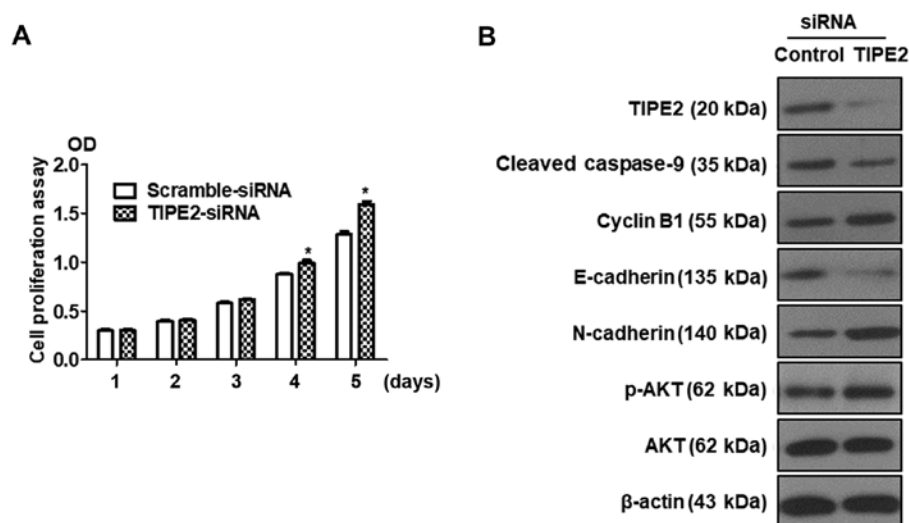 A
OD
Cell proliferation assay
2.0
1.5
1.0
0.5
0.0
Scramble-siRNA
TIPE2-siRNA
*
*
1 2 3 4 5 (days)
B
siRNA
Control TIPE2
TIPE2 (20 kDa)
Cleaved caspase-9 (35 kDa)
Cyclin B1 (55 kDa)
E-cadherin (135 kDa)
N-cadherin (140 kDa)
p-AKT (62 kDa)
AKT (62 kDa)
β-actin (43 kDa)